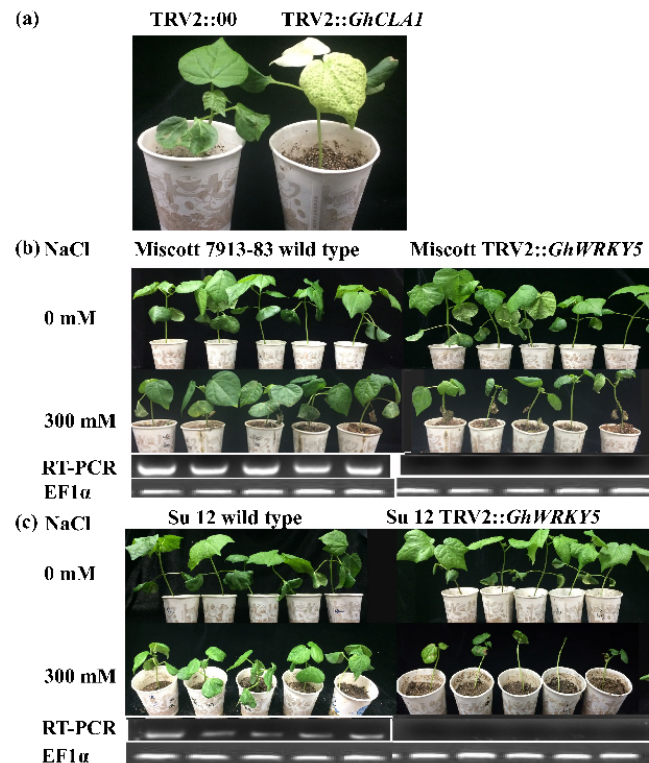 (a) TRV2::00 TRV2::GhCLA1
(b) NaCl Miscott 7913-83 wild type Miscott TRV2::GhWRKY5
0 mM
300 mM
RT-PCR
EF1α
(c) NaCl Su 12 wild type Su 12 TRV2::GhWRKY5
0 mM
300 mM
RT-PCR
EF1α